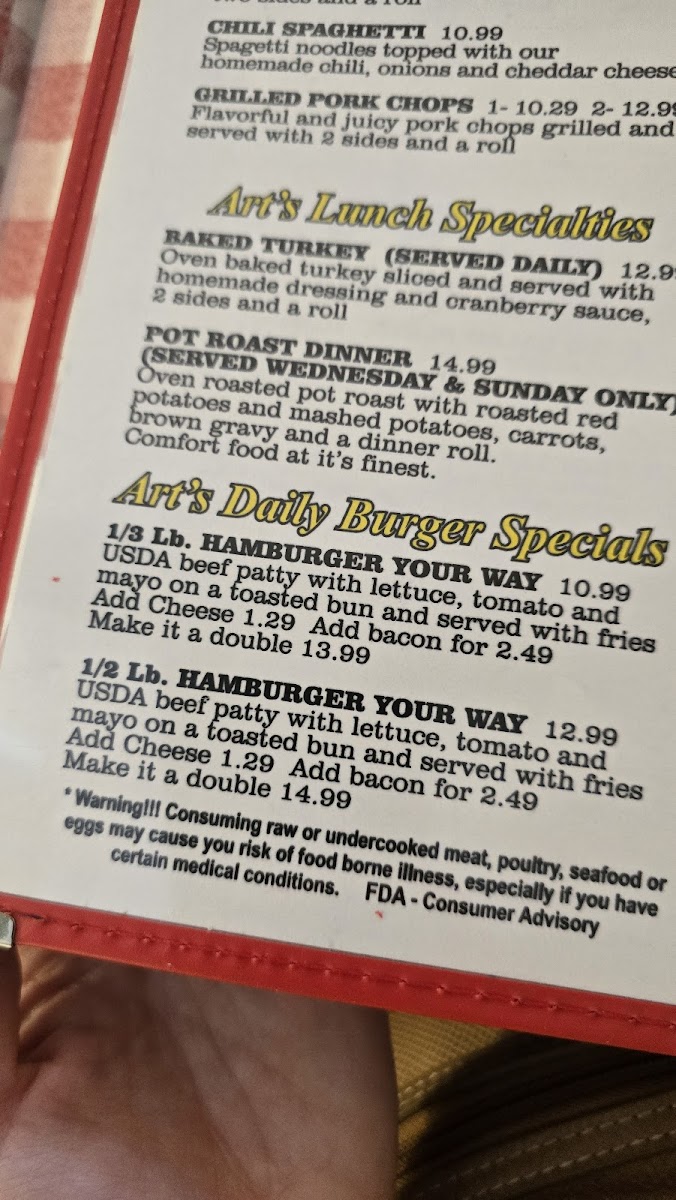 two sides and a roll
CHILI SPAGHETTI 10.99
Spagetti noodles topped with our
homemade chili, onions and cheddar cheese
GRILLED PORK CHOPS 1- 10.29 2- 12.99
Flavorful and juicy pork chops grilled and
served with 2 sides and a roll
Art's Lunch Specialties
BAKED TURKEY (SERVED DAILY) 12.9
Oven baked turkey sliced and served with
homemade dressing and cranberry sauce,
2 sides and a roll
POT ROAST DINNER 14.99
(SERVED WEDNESDAY & SUNDAY ONLY)
Oven roasted pot roast with roasted red
potatoes and mashed potatoes, carrots,
brown gravy and a dinner roll.
Comfort food at it's finest.
Art's Daily Burger Specials
1/3 Lb. HAMBURGER YOUR WAY 10.99
USDA beef patty with lettuce, tomato and
mayo on a toasted bun and served with fries
Add Cheese 1.29 Add bacon for 2.49
Make it a double 13.99
1/2 Lb. HAMBURGER YOUR WAY 12.99
USDA beef patty with lettuce, tomato and
mayo on a toasted bun and served with fries
Add Cheese 1.29 Add bacon for 2.49
Make it a double 14.99
* Warning!!! Consuming raw or undercooked meat, poultry, seafood or
eggs may cause you risk of food borne illness, especially if you have
certain medical conditions. FDA - Consumer Advisory